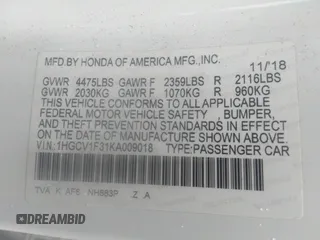 MFD.BY HONDA OF AMERICA MFG.,INC. 11/'18
GVWR 4475LBS GAWR F 2359LBS R 2116LBS
GVWR 2030KG GAWR F 1070KG R 960KG
THIS VEHICLE CONFORMS TO ALL APPLICABLE
FEDERAL MOTOR VEHICLE SAFETY, BUMPER,
AND THEFT PREVENTION STANDARDS IN EFFECT
ON THE DATE OF MANUFACTURE SHOWN ABOVE.
V.I.N. 1HGCV1F31KA009018 TYPE:PASSENGER CAR
TVA K AF5 NH883P Z A
© DREAMBID
DREAMBID.COM